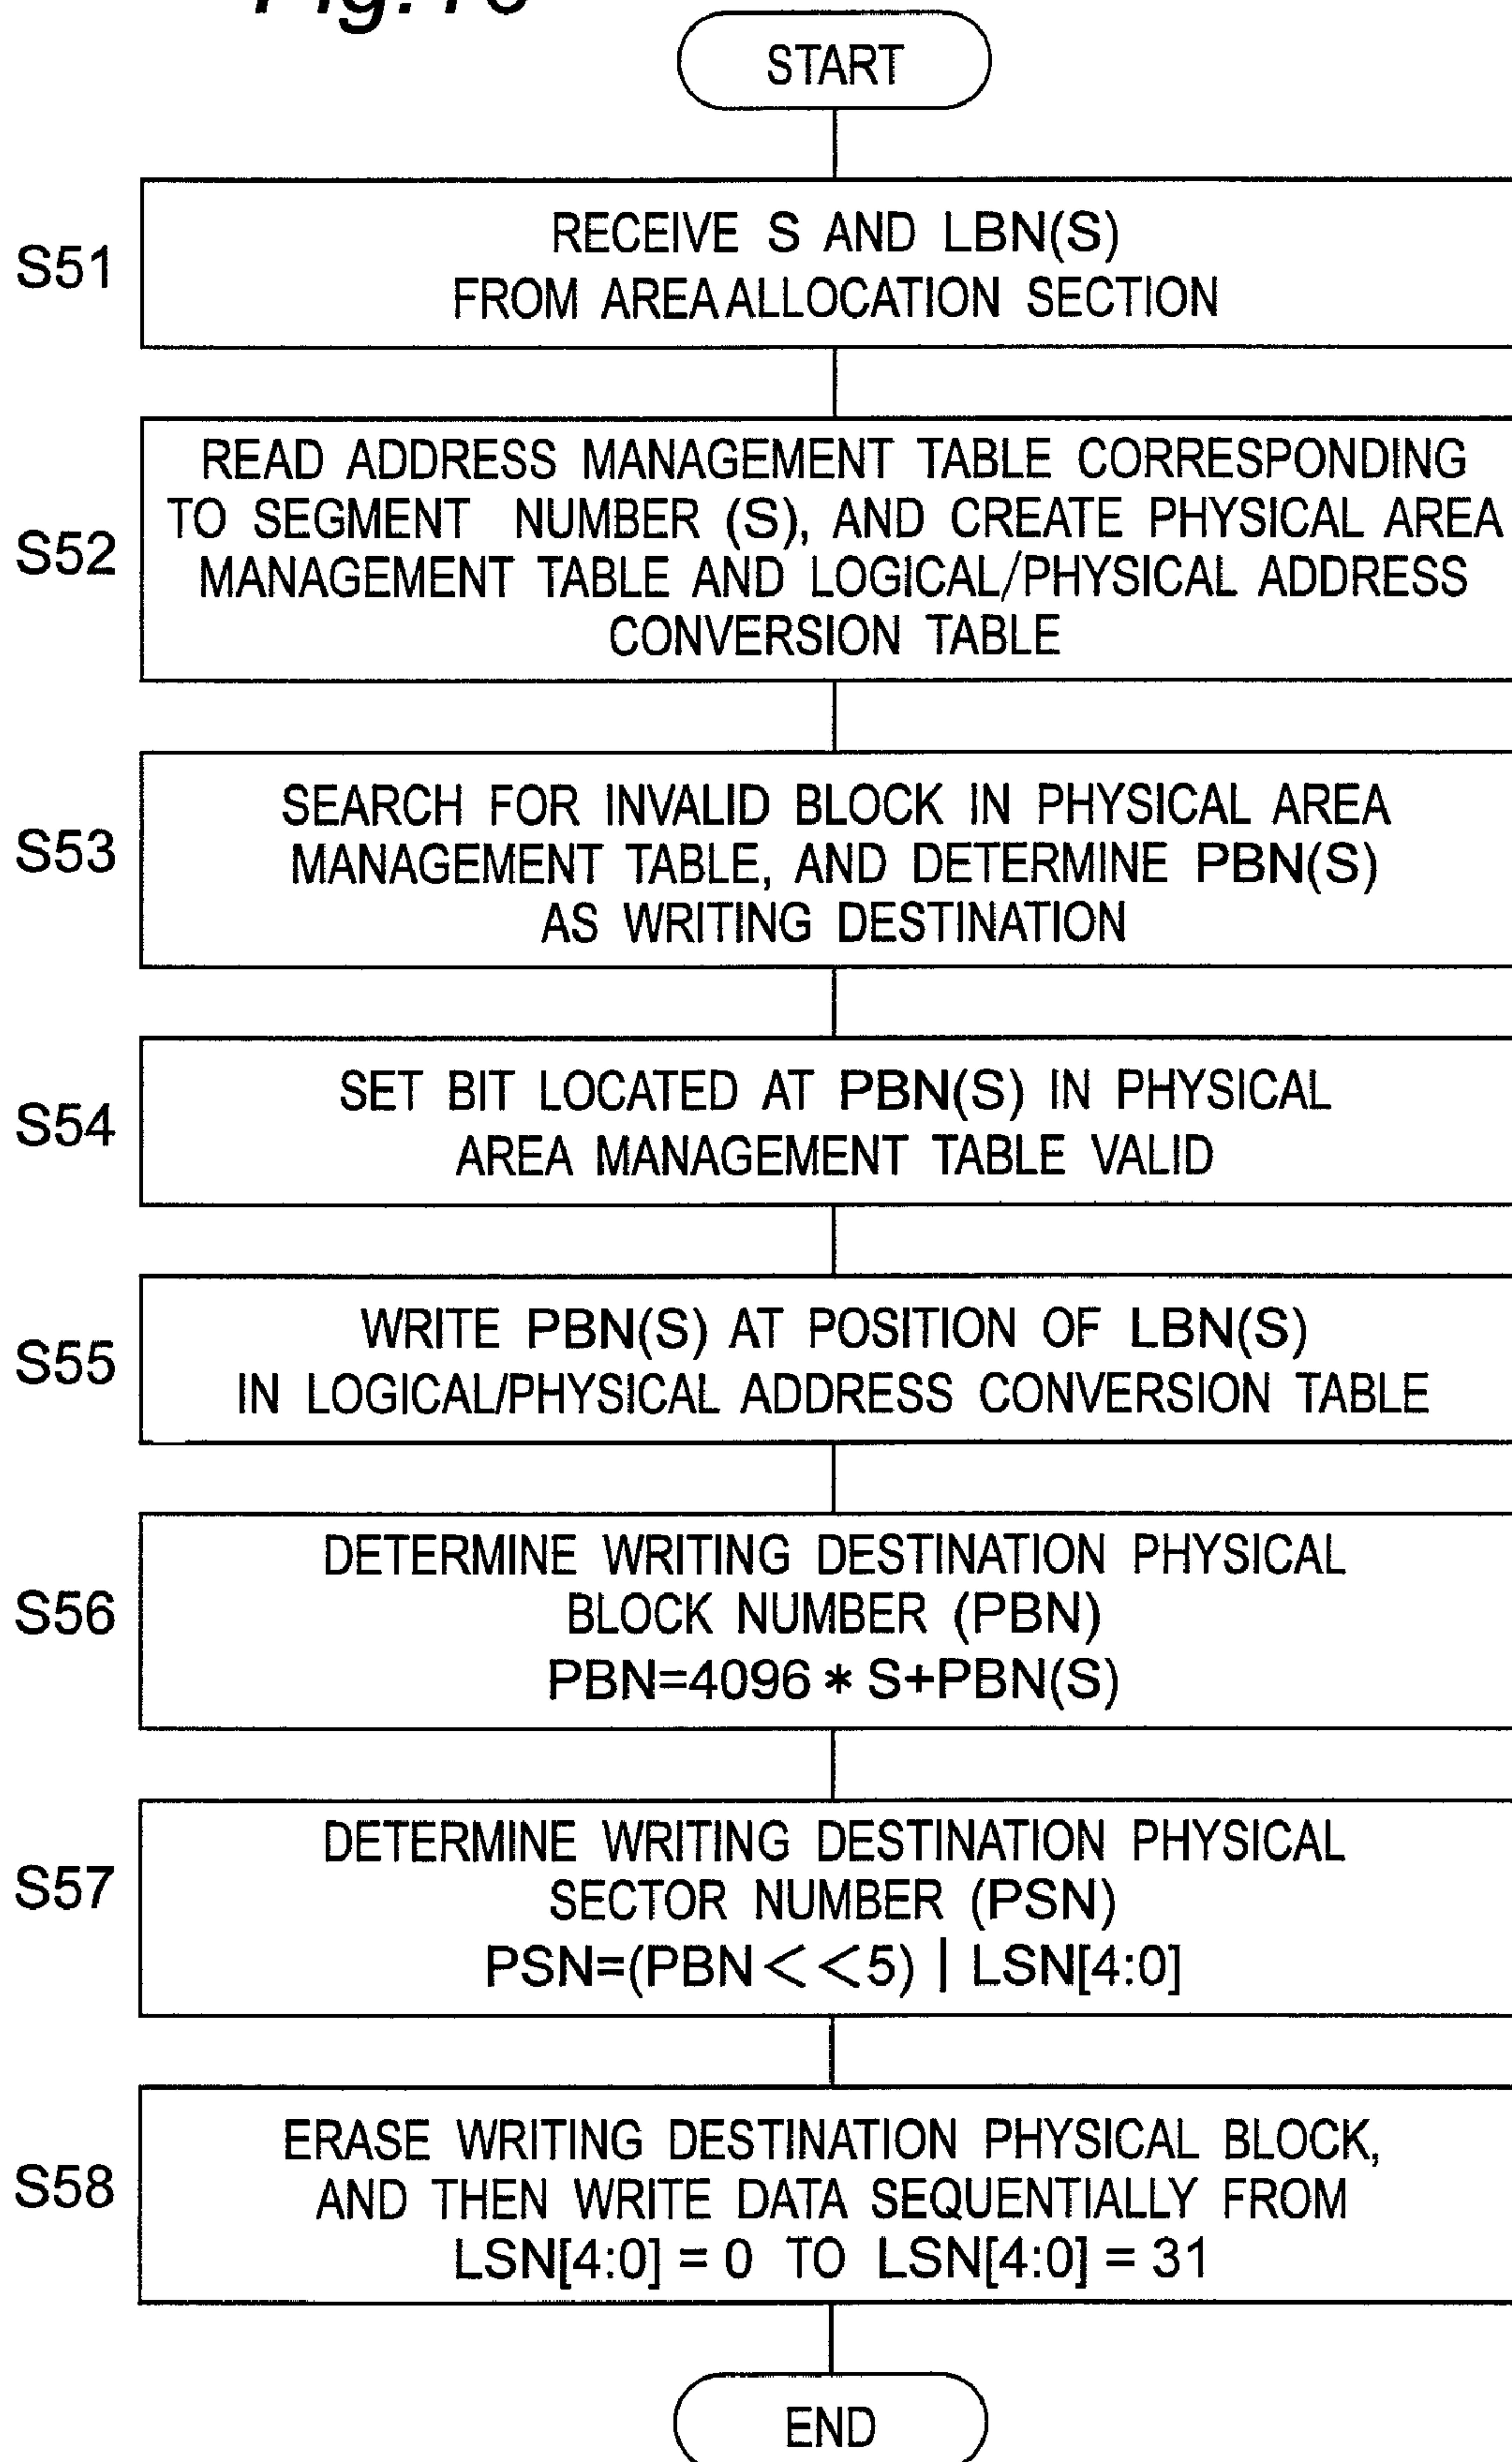 START
S51
RECEIVE S AND LBN(S)
FROM AREA ALLOCATION SECTION
S52
READ ADDRESS MANAGEMENT TABLE CORRESPONDING
TO SEGMENT NUMBER (S), AND CREATE PHYSICAL AREA
MANAGEMENT TABLE AND LOGICAL/PHYSICAL ADDRESS
CONVERSION TABLE
S53
SEARCH FOR INVALID BLOCK IN PHYSICAL AREA
MANAGEMENT TABLE, AND DETERMINE PBN(S)
AS WRITING DESTINATION
S54
SET BIT LOCATED AT PBN(S) IN PHYSICAL
AREA MANAGEMENT TABLE VALID
S55
WRITE PBN(S) AT POSITION OF LBN(S)
IN LOGICAL/PHYSICAL ADDRESS CONVERSION TABLE
S56
DETERMINE WRITING DESTINATION PHYSICAL
BLOCK NUMBER (PBN)
PBN=4096 * S+PBN(S)
S57
DETERMINE WRITING DESTINATION PHYSICAL
SECTOR NUMBER (PSN)
PSN=(PBN<<5) | LSN[4:0]
S58
ERASE WRITING DESTINATION PHYSICAL BLOCK,
AND THEN WRITE DATA SEQUENTIALLY FROM
LSN[4:0] = 0 TO LSN[4:0] = 31
END